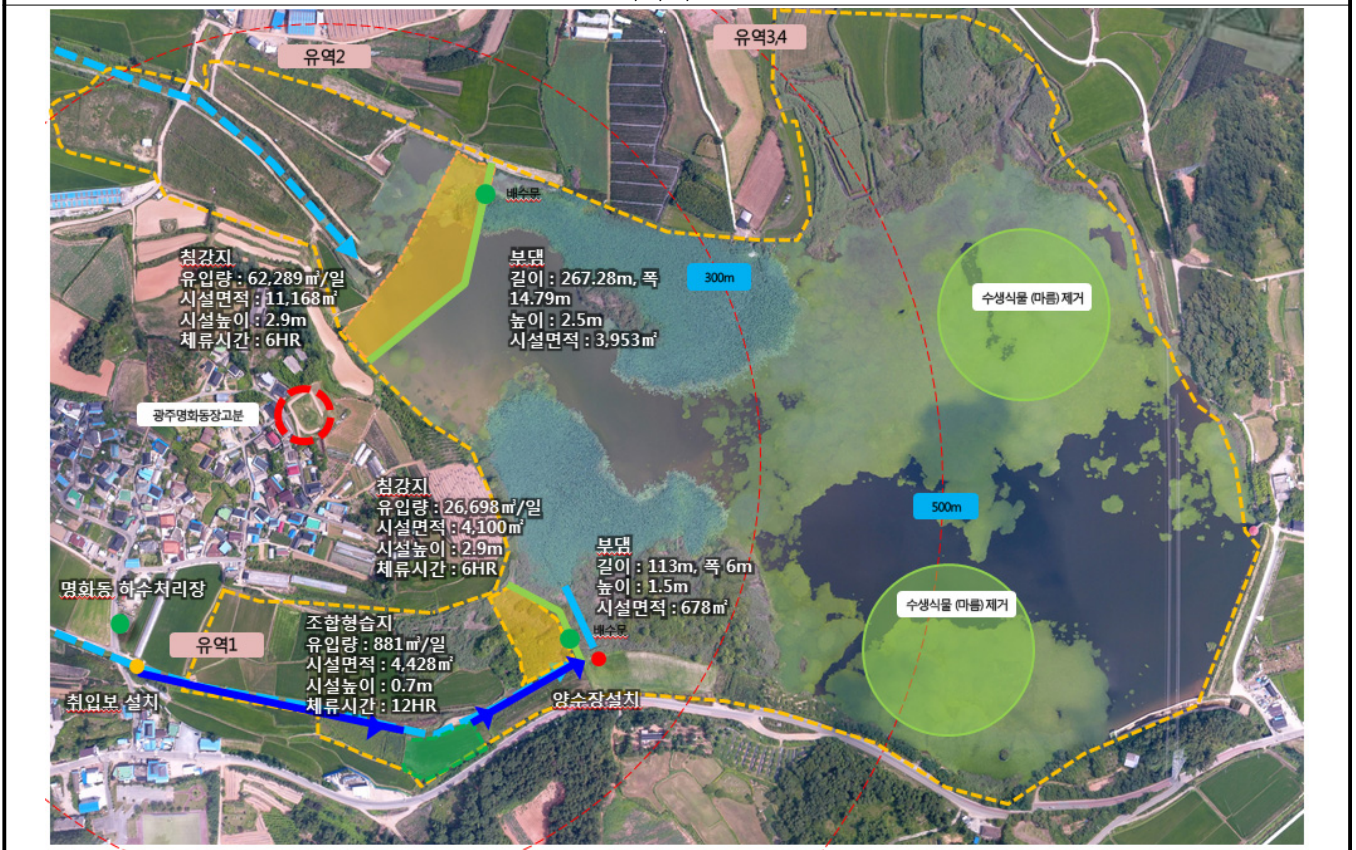 유역2
유역3,4
배수문
침강지
유입량 : 62,289㎥/일
시설면적 : 11,168㎡
시설높이 : 2.9m
체류시간 : 6HR
부댐
길이 : 267.28m, 폭
14.79m
높이 : 2.5m
시설면적 : 3,953㎡
300m
수생식물 (마름) 제거
광주명화동장고분
침강지
유입량 : 26,698㎥/일
시설면적 : 4,100㎡
시설높이 : 2.9m
체류시간 : 6HR
500m
부댐
길이 : 113m, 폭 6m
높이 : 1.5m
시설면적 : 678㎡
수생식물 (마름) 제거
명화동 하수처리장
배수문
유역1
조합형습지
유입량 : 881㎥/일
시설면적 : 4,428㎡
시설높이 : 0.7m
체류시간 : 12HR
취입보 설치
양수장설치